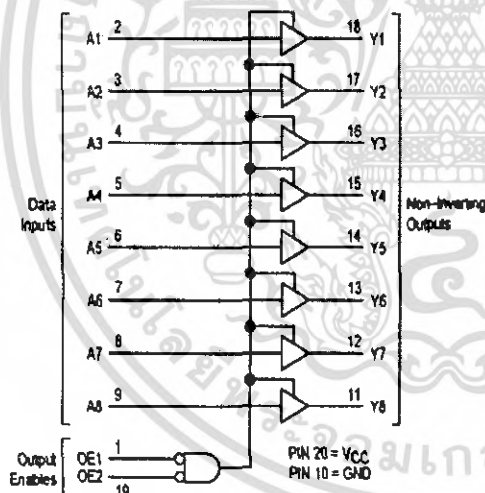 A1 2 18 Y1
A2 3 17 Y2
A3 4 16 Y3
A4 5 15 Y4
Data
Inputs
Non-Inverting
Outputs
A5 6 14 Y5
A6 7 13 Y6
A7 8 12 Y7
A8 9 11 Y8
Output
Enables
OE1 1
OE2 19
PIN 20 = VCC
PIN 10 = GND